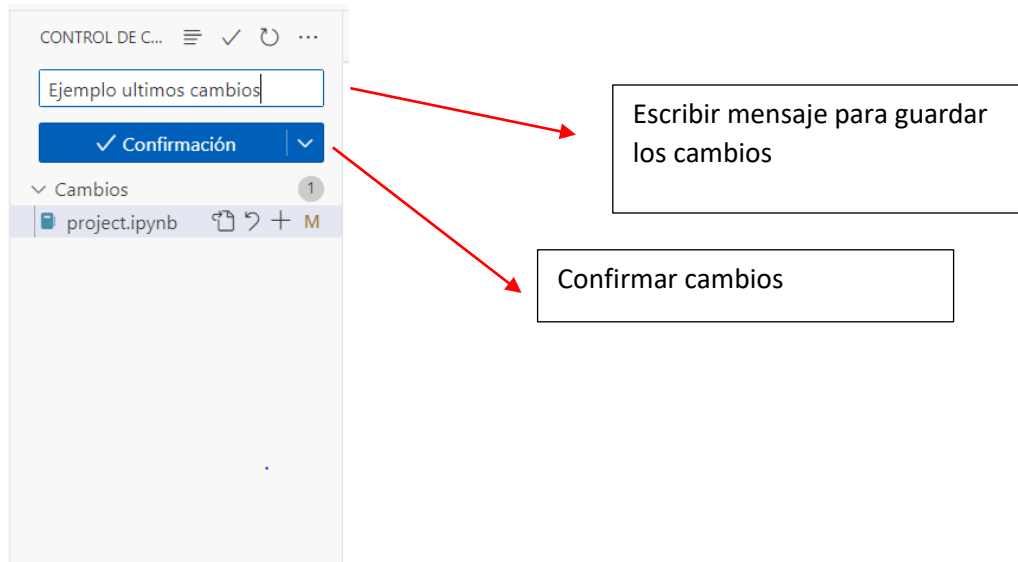 CONTROL DE C...
Ejemplo ultimos cambios
Confirmación
Cambios 1
project.ipynb M
Escribir mensaje para guardar
los cambios
Confirmar cambios